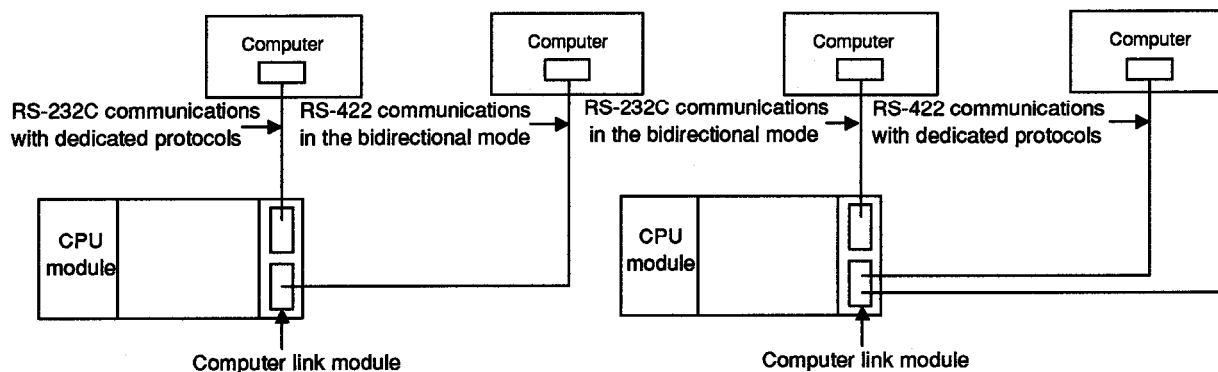 Computer
Computer
Computer
Computer
RS-232C communications
with dedicated protocols
RS-422 communications
in the bidirectional mode
RS-232C communications
in the bidirectional mode
RS-422 communications
with dedicated protocols
CPU
module
CPU
module
Computer link module
Computer link module